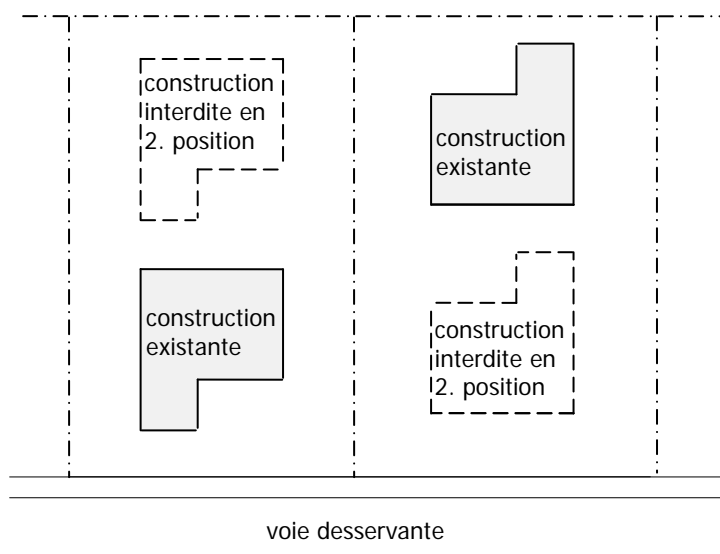 construction
interdite en
2. position
construction
existante
construction
existante
construction
interdite en
2. position
voie desservante